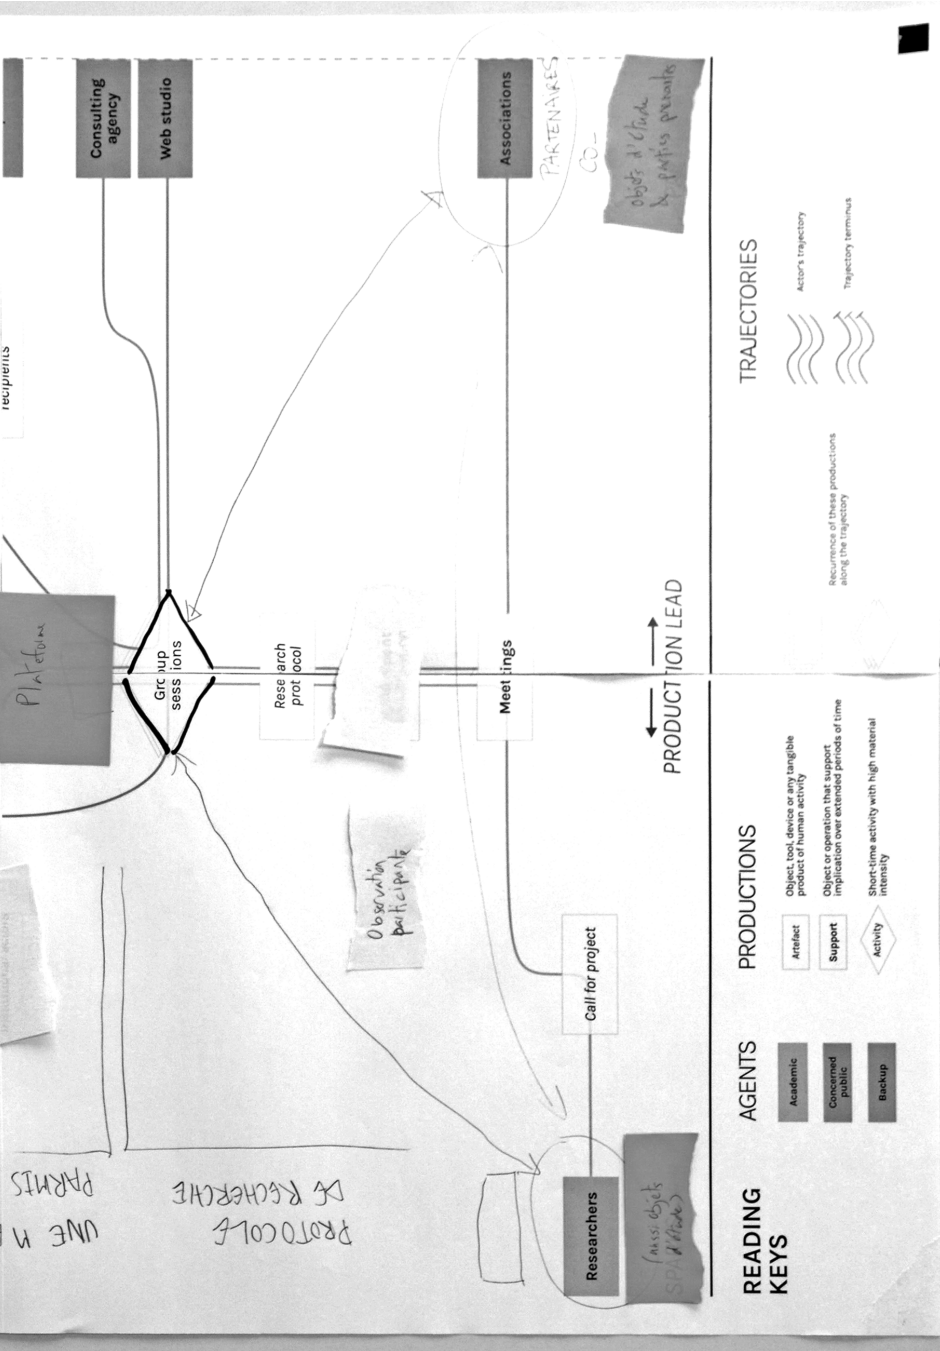 recipients
Consulting
agency
Web studio
Associations
PARTENAIRES
CO_
objets d'étude
& parties prenantes
Plateforme
Group
sessions
Research
protocol
Meetings
PRODUCTION LEAD
Observation
participante
Call for project
Researchers
(aussi objets
d'étude)
PROTOCOLE
DE RECHERCHE
UNE M
PARMIS
READING
KEYS
AGENTS
Academic
Concerned
public
Backup
PRODUCTIONS
Artefact
Object, tool, device or any tangible
product of human activity
Support
Object or operation that support
implication over extended periods of time
Activity
Short-time activity with high material
intensity
Recurrence of these productions
along the trajectory
TRAJECTORIES
Actor's trajectory
Trajectory terminus